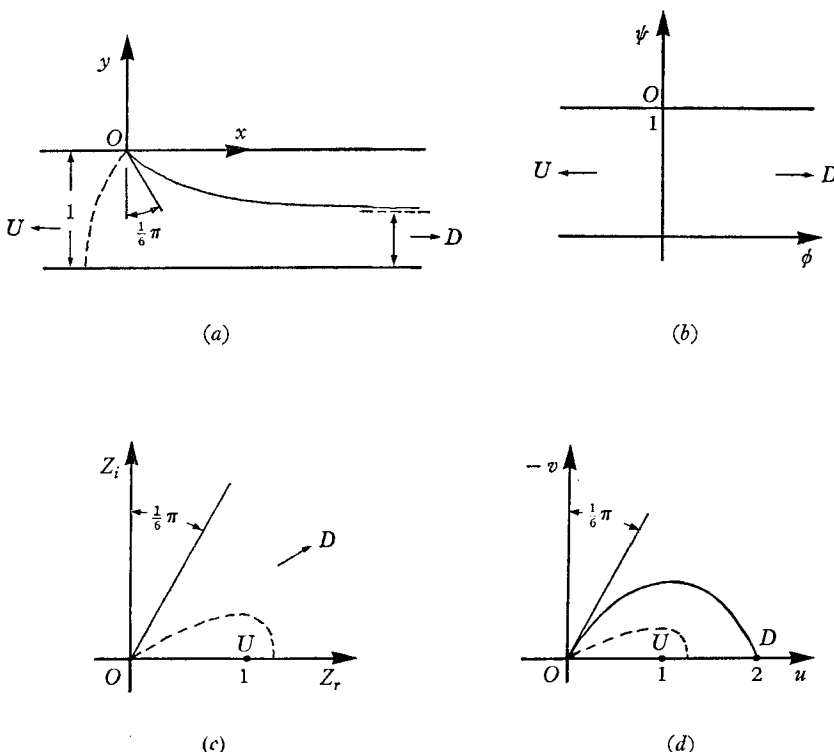 y
O
x
1
U
1/6 π
D
(a)
ψ
O
1
U
D
φ
(b)
Z_i
1/6 π
D
U
O
1
Z_r
(c)
− v
1/6 π
U
D
O
1
2
u
(d)